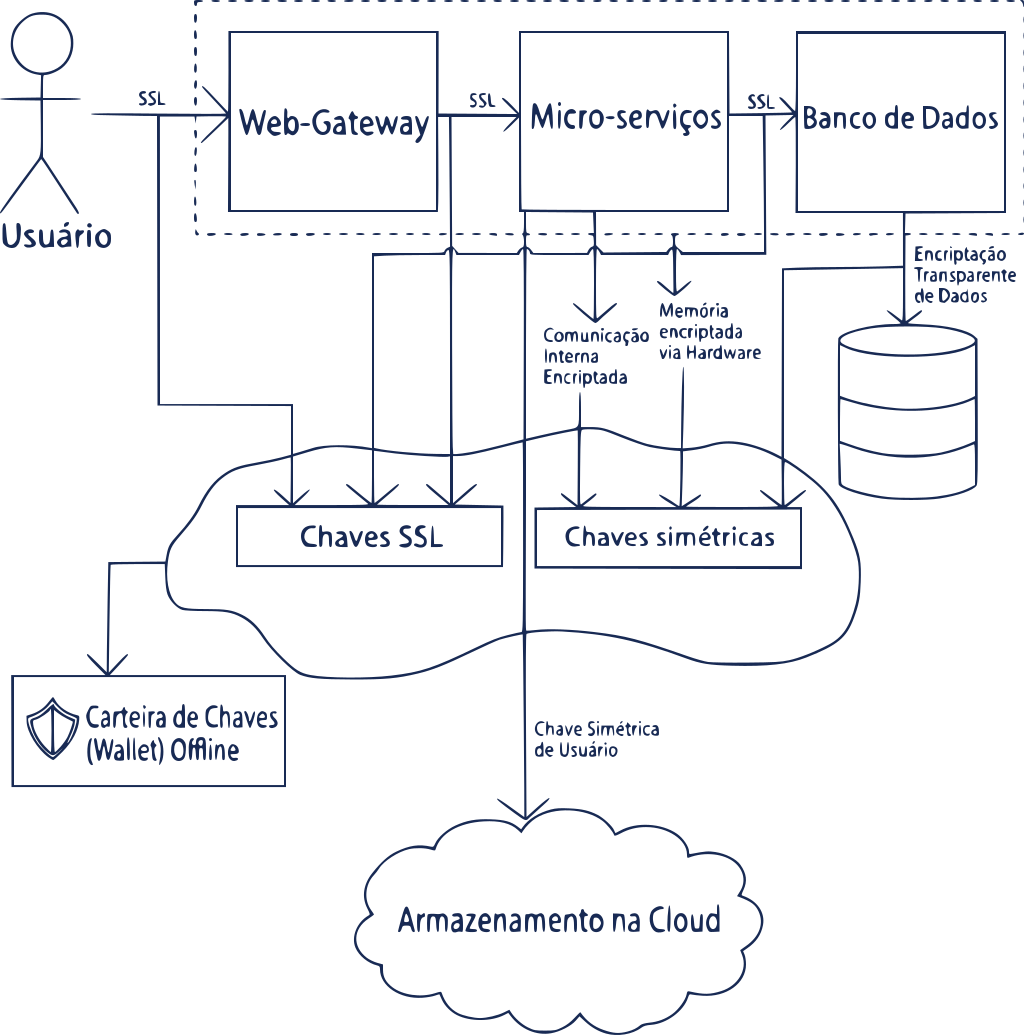 SSL
SSL
SSL
Web-Gateway
Micro-serviços
Banco de Dados
Usuário
Encriptação
Transparente
de Dados
Comunicação
Interna
Encriptada
Memória
encriptada
via Hardware
Chaves SSL
Chaves simétricas
Carteira de Chaves
(Wallet) Offline
Chave Simétrica
de Usuário
Armazenamento na Cloud